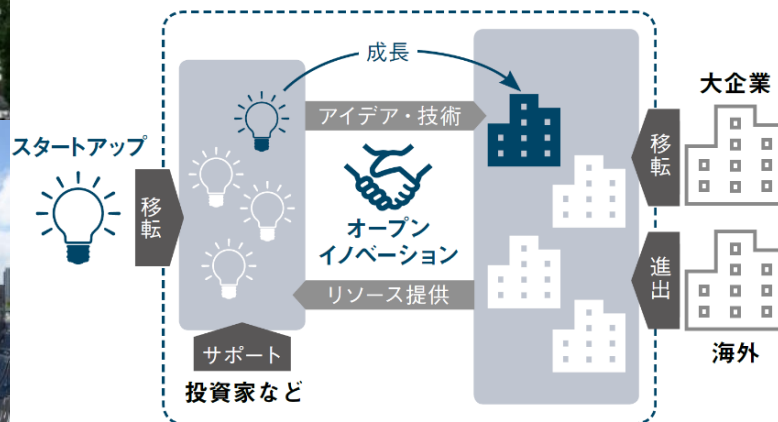 成長
大企業
アイデア・技術
スタートアップ
移転
移転
オープン
イノベーション
進出
リソース提供
サポート
海外
投資家など